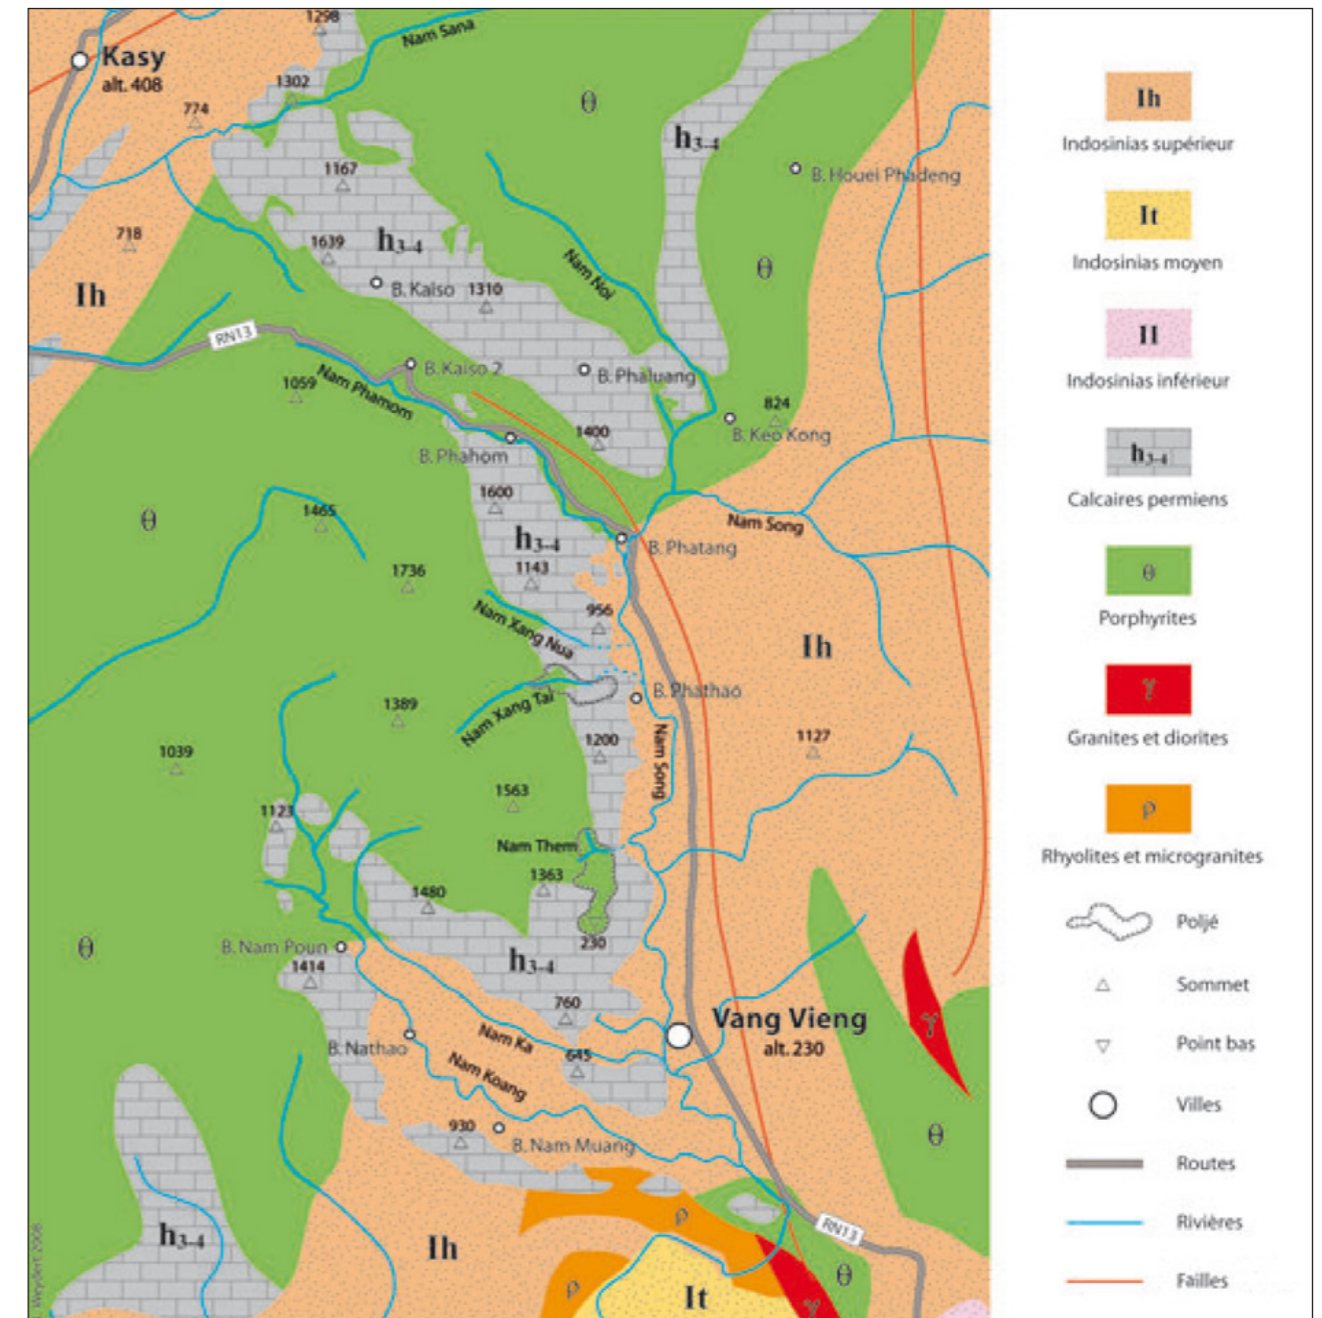 1298
Nam Sana
Kasy
alt. 408
1302
774
θ
h3-4
1167
B. Houei Phadeng
718
1639
h3-4
Nam Noi
θ
B. Kaiso
1310
Ih
RN13
B. Kaiso 2
B. Phaluang
1059
Nam Phamom
824
B. Keo Kong
1400
B. Phahom
1600
θ
1465
Nam Song
h3-4
B. Phatang
1143
1736
956
Nam Xang Nua
Ih
B. Phathao
Nam Xang Tai
1389
1039
1200
Nam Song
1127
1563
1123
Nam Them
1363
1480
θ
B. Nam Poun
230
h3-4
1414
760
Vang Vieng
alt. 230
Nam Ka
B. Nathao
645
Nam Koang
γ
930
B. Nam Muang
θ
h3-4
Ih
ρ
RN13
θ
ρ
It
γ
Weydert 2008
Ih
Indosinias supérieur
It
Indosinias moyen
II
Indosinias inférieur
h3-4
Calcaires permiens
θ
Porphyrites
γ
Granites et diorites
ρ
Rhyolites et microgranites
Poljé
Sommet
Point bas
Villes
Routes
Rivières
Failles